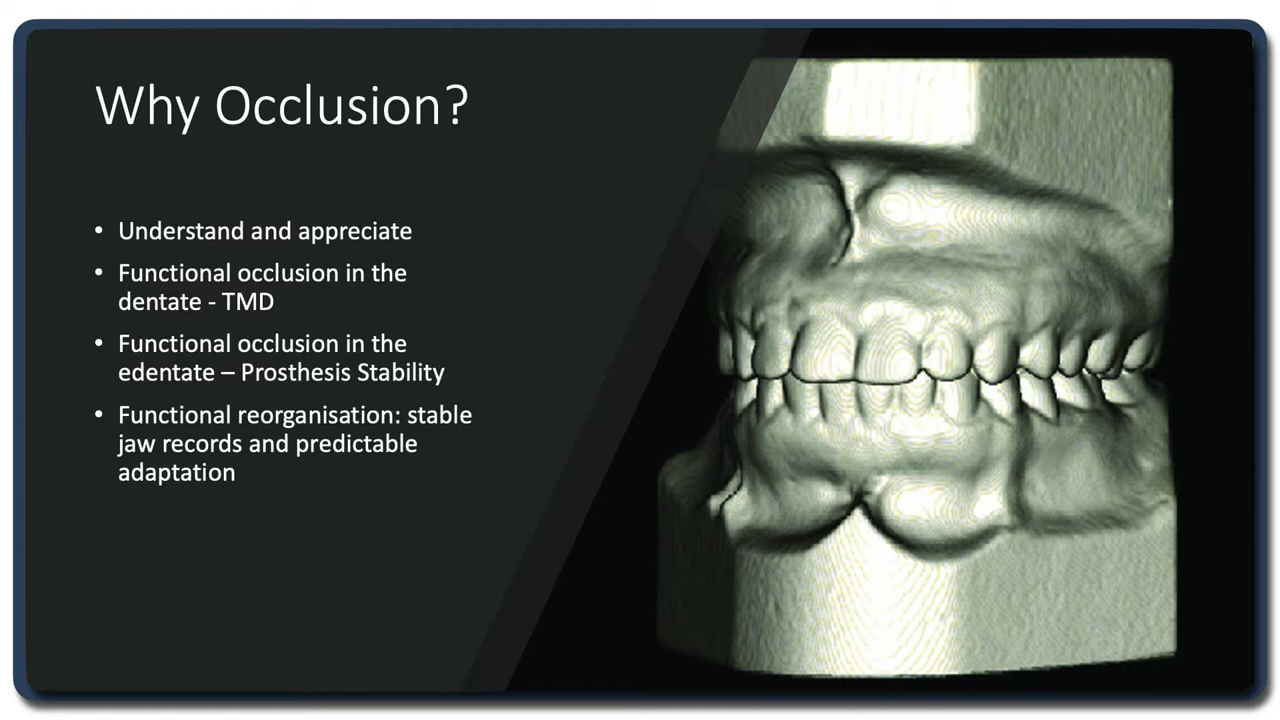 Why Occlusion?
• Understand and appreciate
• Functional occlusion in the
dentate - TMD
• Functional occlusion in the
edentate – Prosthesis Stability
• Functional reorganisation: stable
jaw records and predictable
adaptation